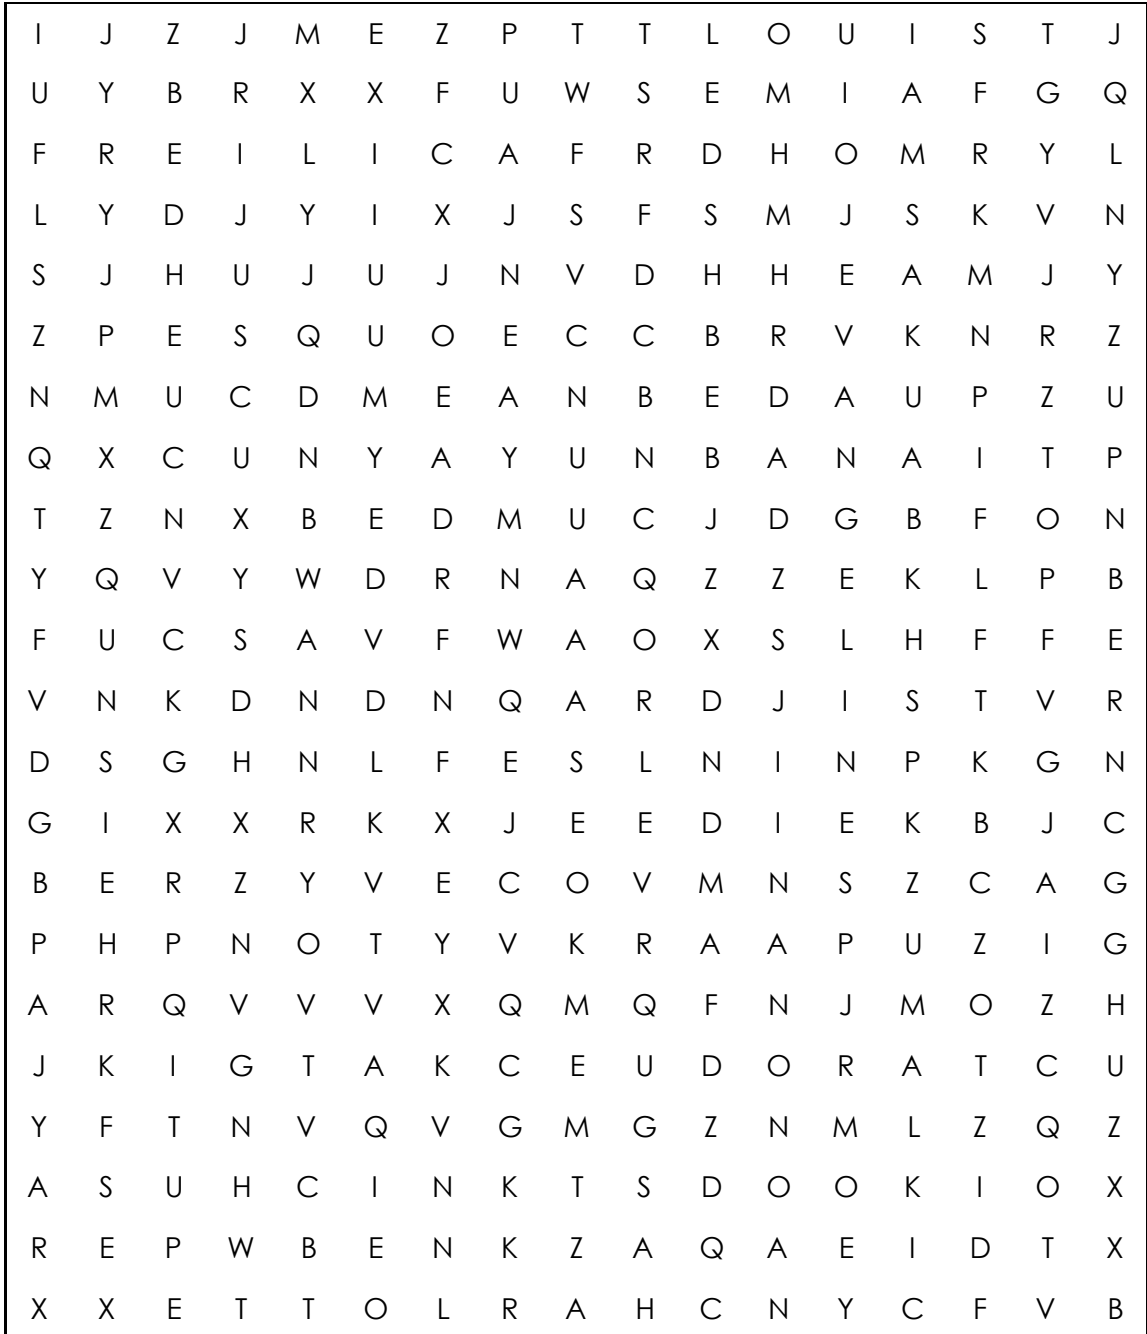 I J Z J M E Z P T T L O U I S T J
U Y B R X X F U W S E M I A F G Q
F R E I L I C A F R D H O M R Y L
L Y D J Y I X J S F S M J S K V N
S J H U J U J N V D H H E A M J Y
Z P E S Q U O E C C B R V K N R Z
N M U C D M E A N B E D A U P Z U
Q X C U N Y A Y U N B A N A I T P
T Z N X B E D M U C J D G B F O N
Y Q V Y W D R N A Q Z Z E K L P B
F U C S A V F W A O X S L H F F E
V N K D N D N Q A R D J I S T V R
D S G H N L F E S L N I N P K G N
G I X X R K X J E E D I E K B J C
B E R Z Y V E C O V M N S Z C A G
P H P N O T Y V K R A A P U Z I G
A R Q V V V X Q M Q F N J M O Z H
J K I G T A K C E U D O R A T C U
Y F T N V Q V G M G Z N M L Z Q Z
A S U H C I N K T S D O O K I O X
R E P W B E N K Z A Q A E I D T X
X X E T T O L R A H C N Y C F V B